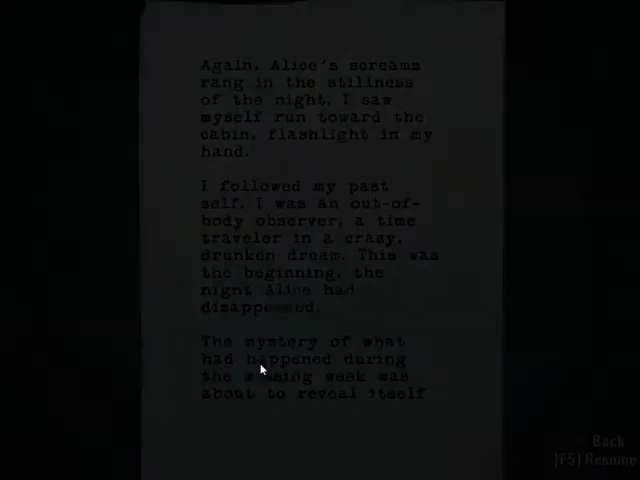 Again, Alice's screams
rang in the stillness
of the night. I saw
myself run toward the
cabin, flashlight in my
hand.
I followed my past
self. I was an out-of-
body observer, a time
traveler in a crazy,
drunken dream. This was
the beginning, the
night Alice had
disappeared.
The mystery of what
had happened during
the missing week was
about to reveal itself
Back
[F5] Resume